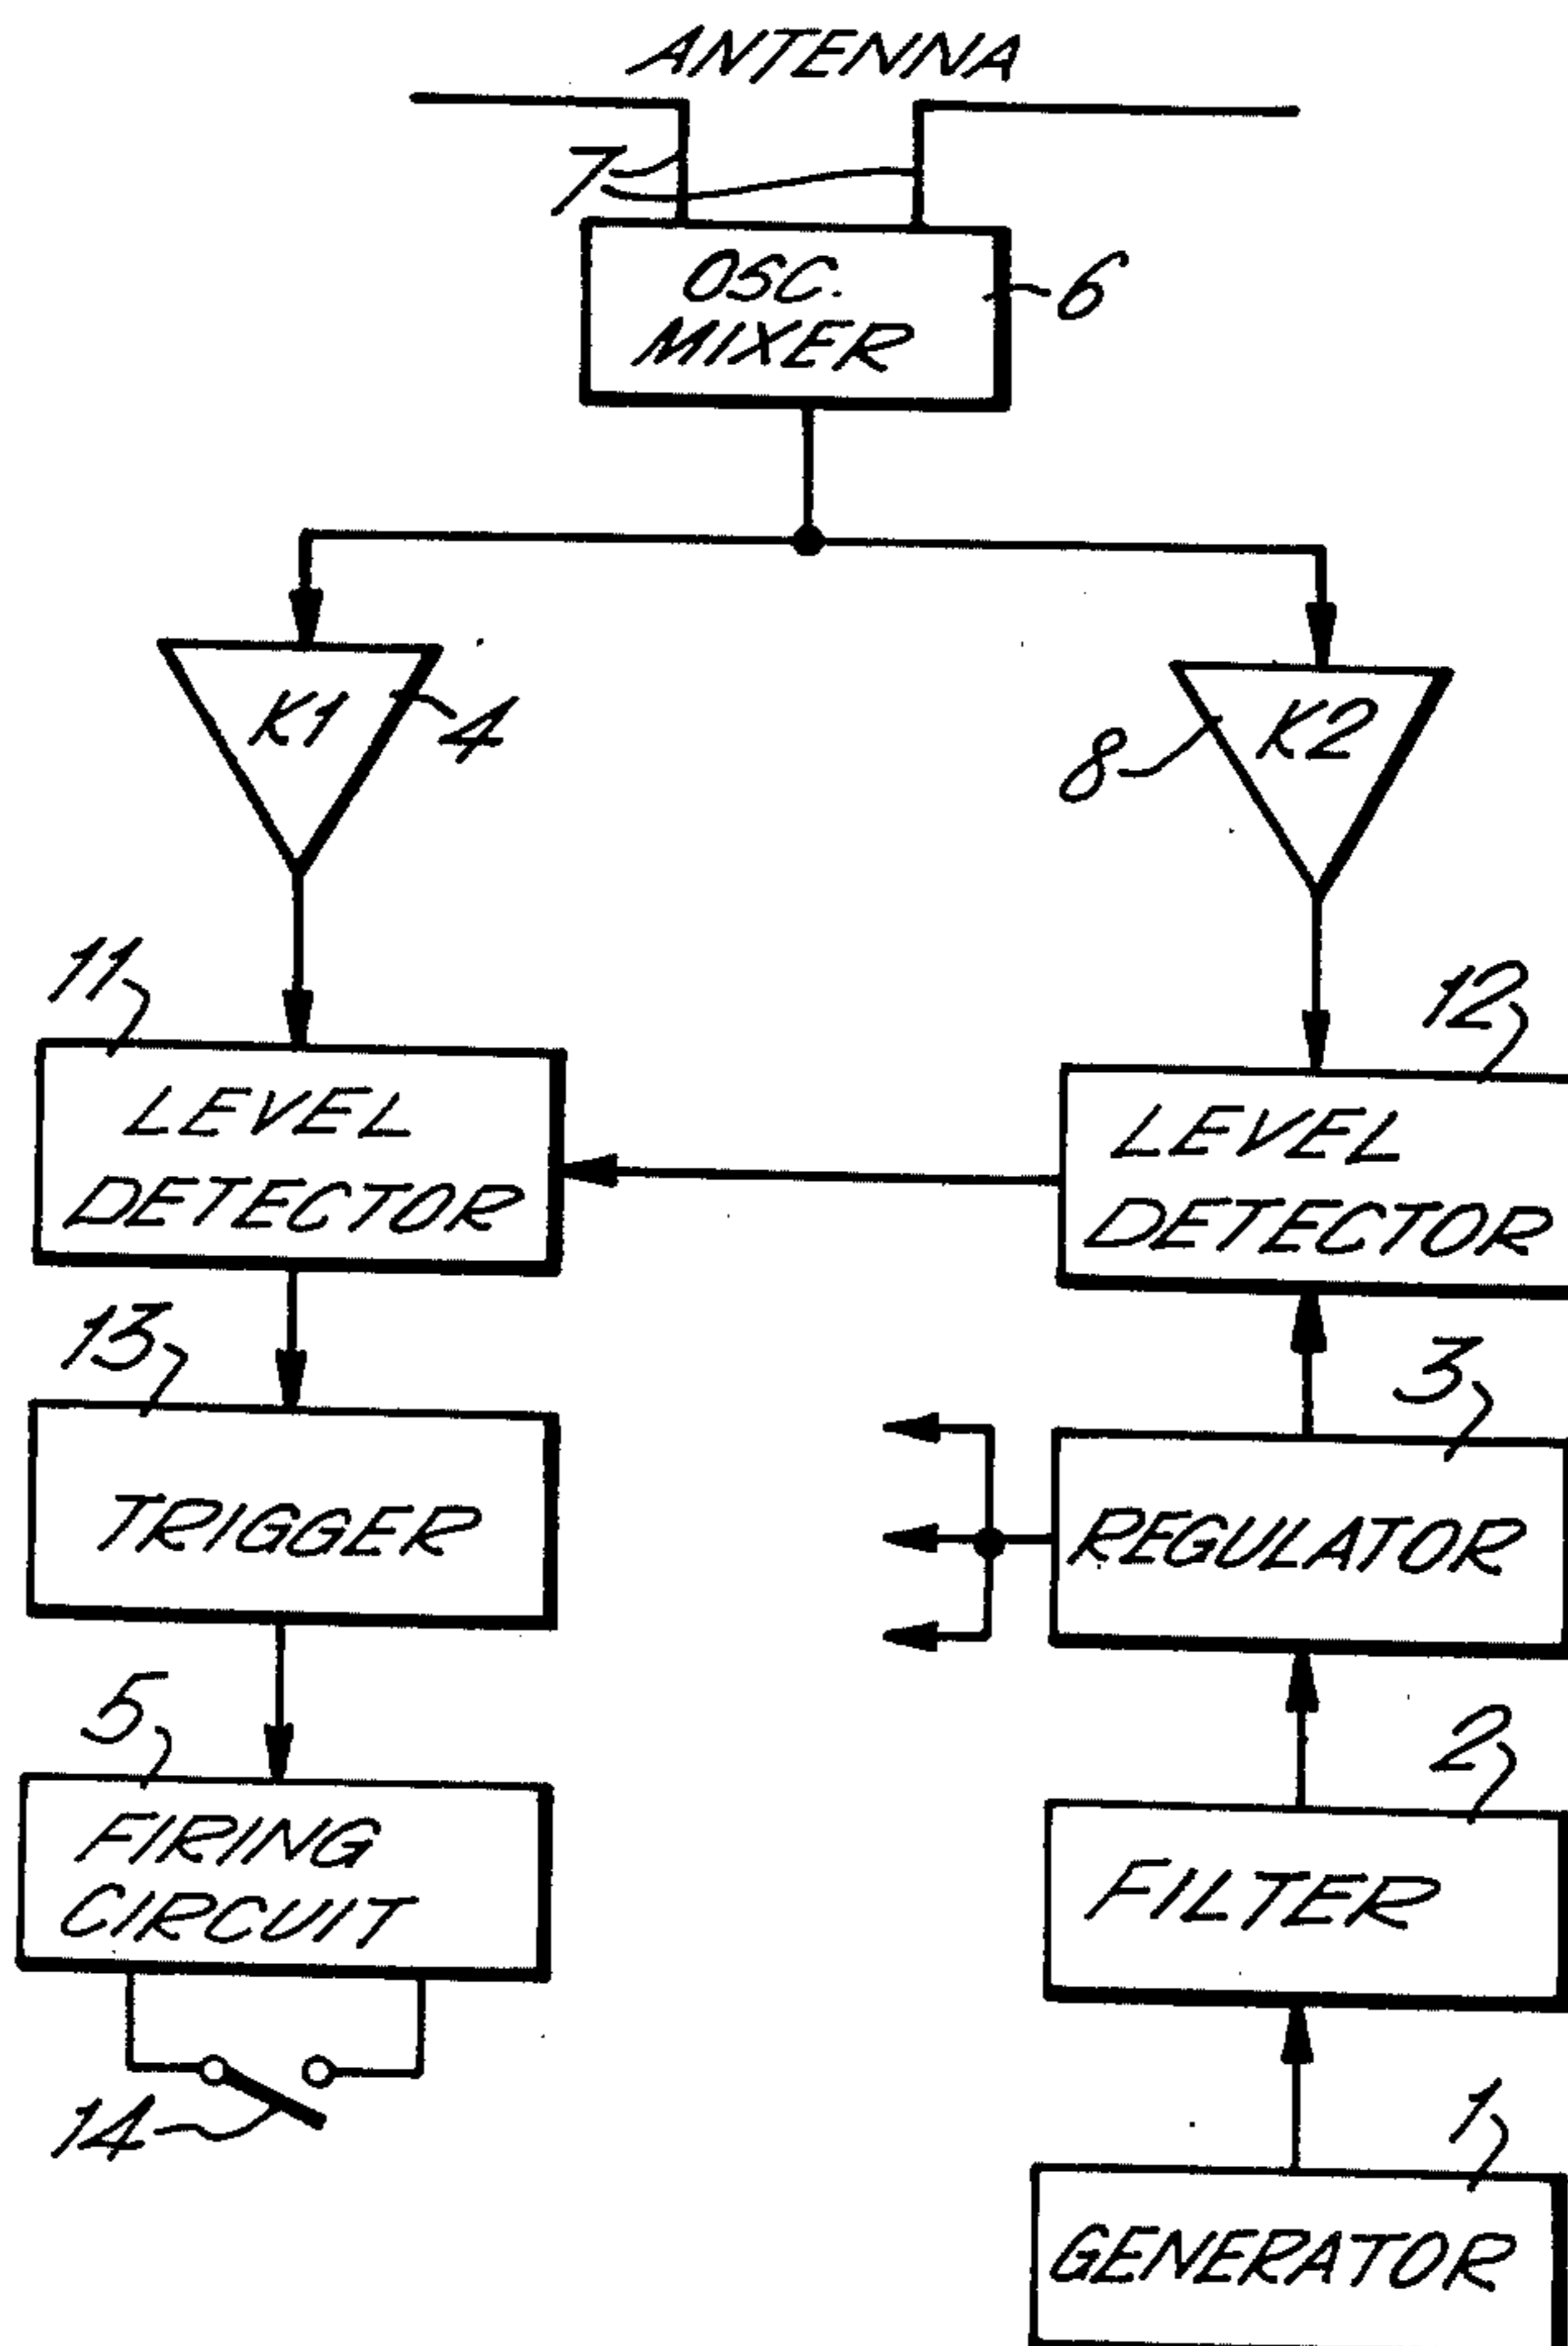 ANTENNA
7
OSC.
MIXER
6
K1
4
8
K2
11
12
LEVEL
DETECTOR
LEVEL
DETECTOR
13
3
TRIGGER
REGULATOR
5
2
FIRING
CIRCUIT
FILTER
14
1
GENERATOR